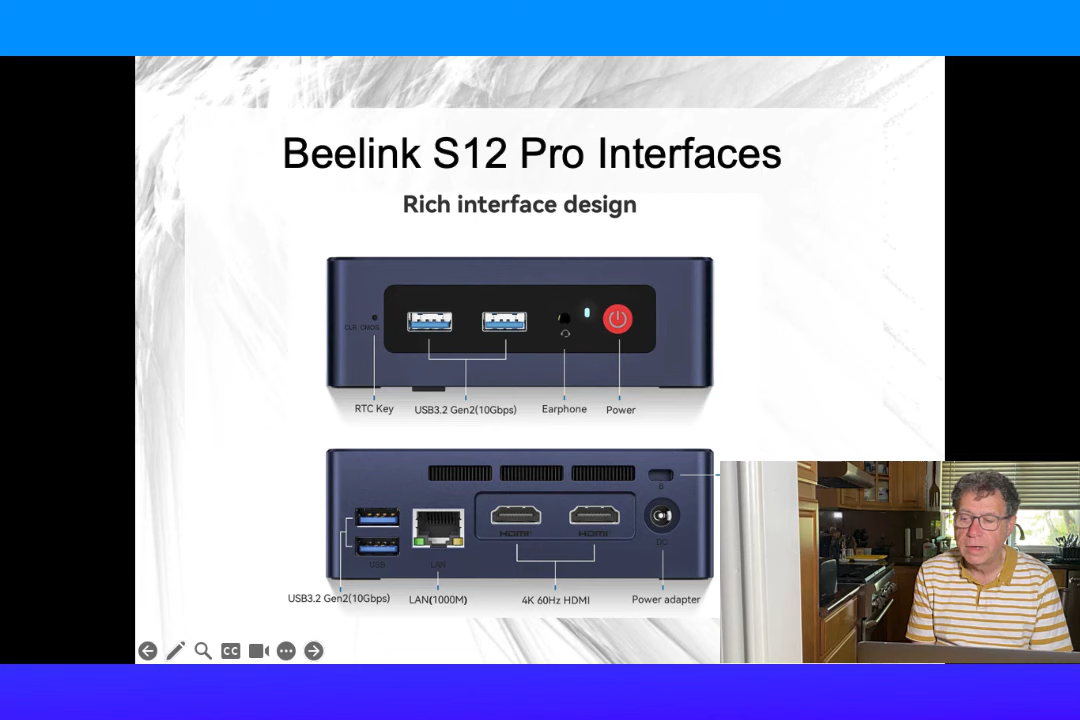 Beelink S12 Pro Interfaces
Rich interface design
CLR CMOS
RTC Key
USB3.2 Gen2(10Gbps)
Earphone
Power
HDMI
HDMI
DC
USB
LAN
USB3.2 Gen2(10Gbps)
LAN(1000M)
4K 60Hz HDMI
Power adapter
CC